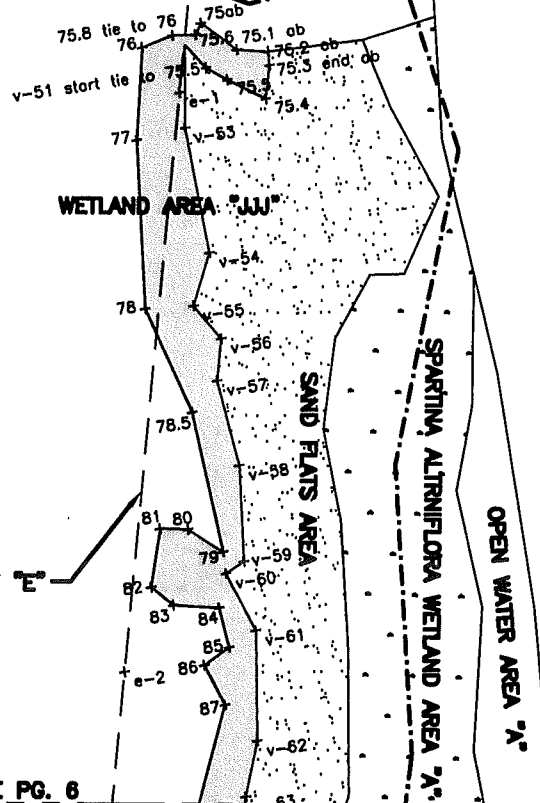 75ab
75.8 tie to 76
76
75.6
75.1 ab
75.2 ab
75.3 end ab
v-51 start tie to 75.5
75.2
75.4
e-1
v-53
77
WETLAND AREA "JJJ"
v-54
78
v-55
v-56
v-57
78.5
v-58
SAND FLATS AREA
SPARTINA ALTRNIFLORA WETLAND AREA "A"
OPEN WATER AREA "A"
81
80
79
v-59
"E"
v-60
82
83
84
v-61
85
86
e-2
87
v-62
PG. 6
63